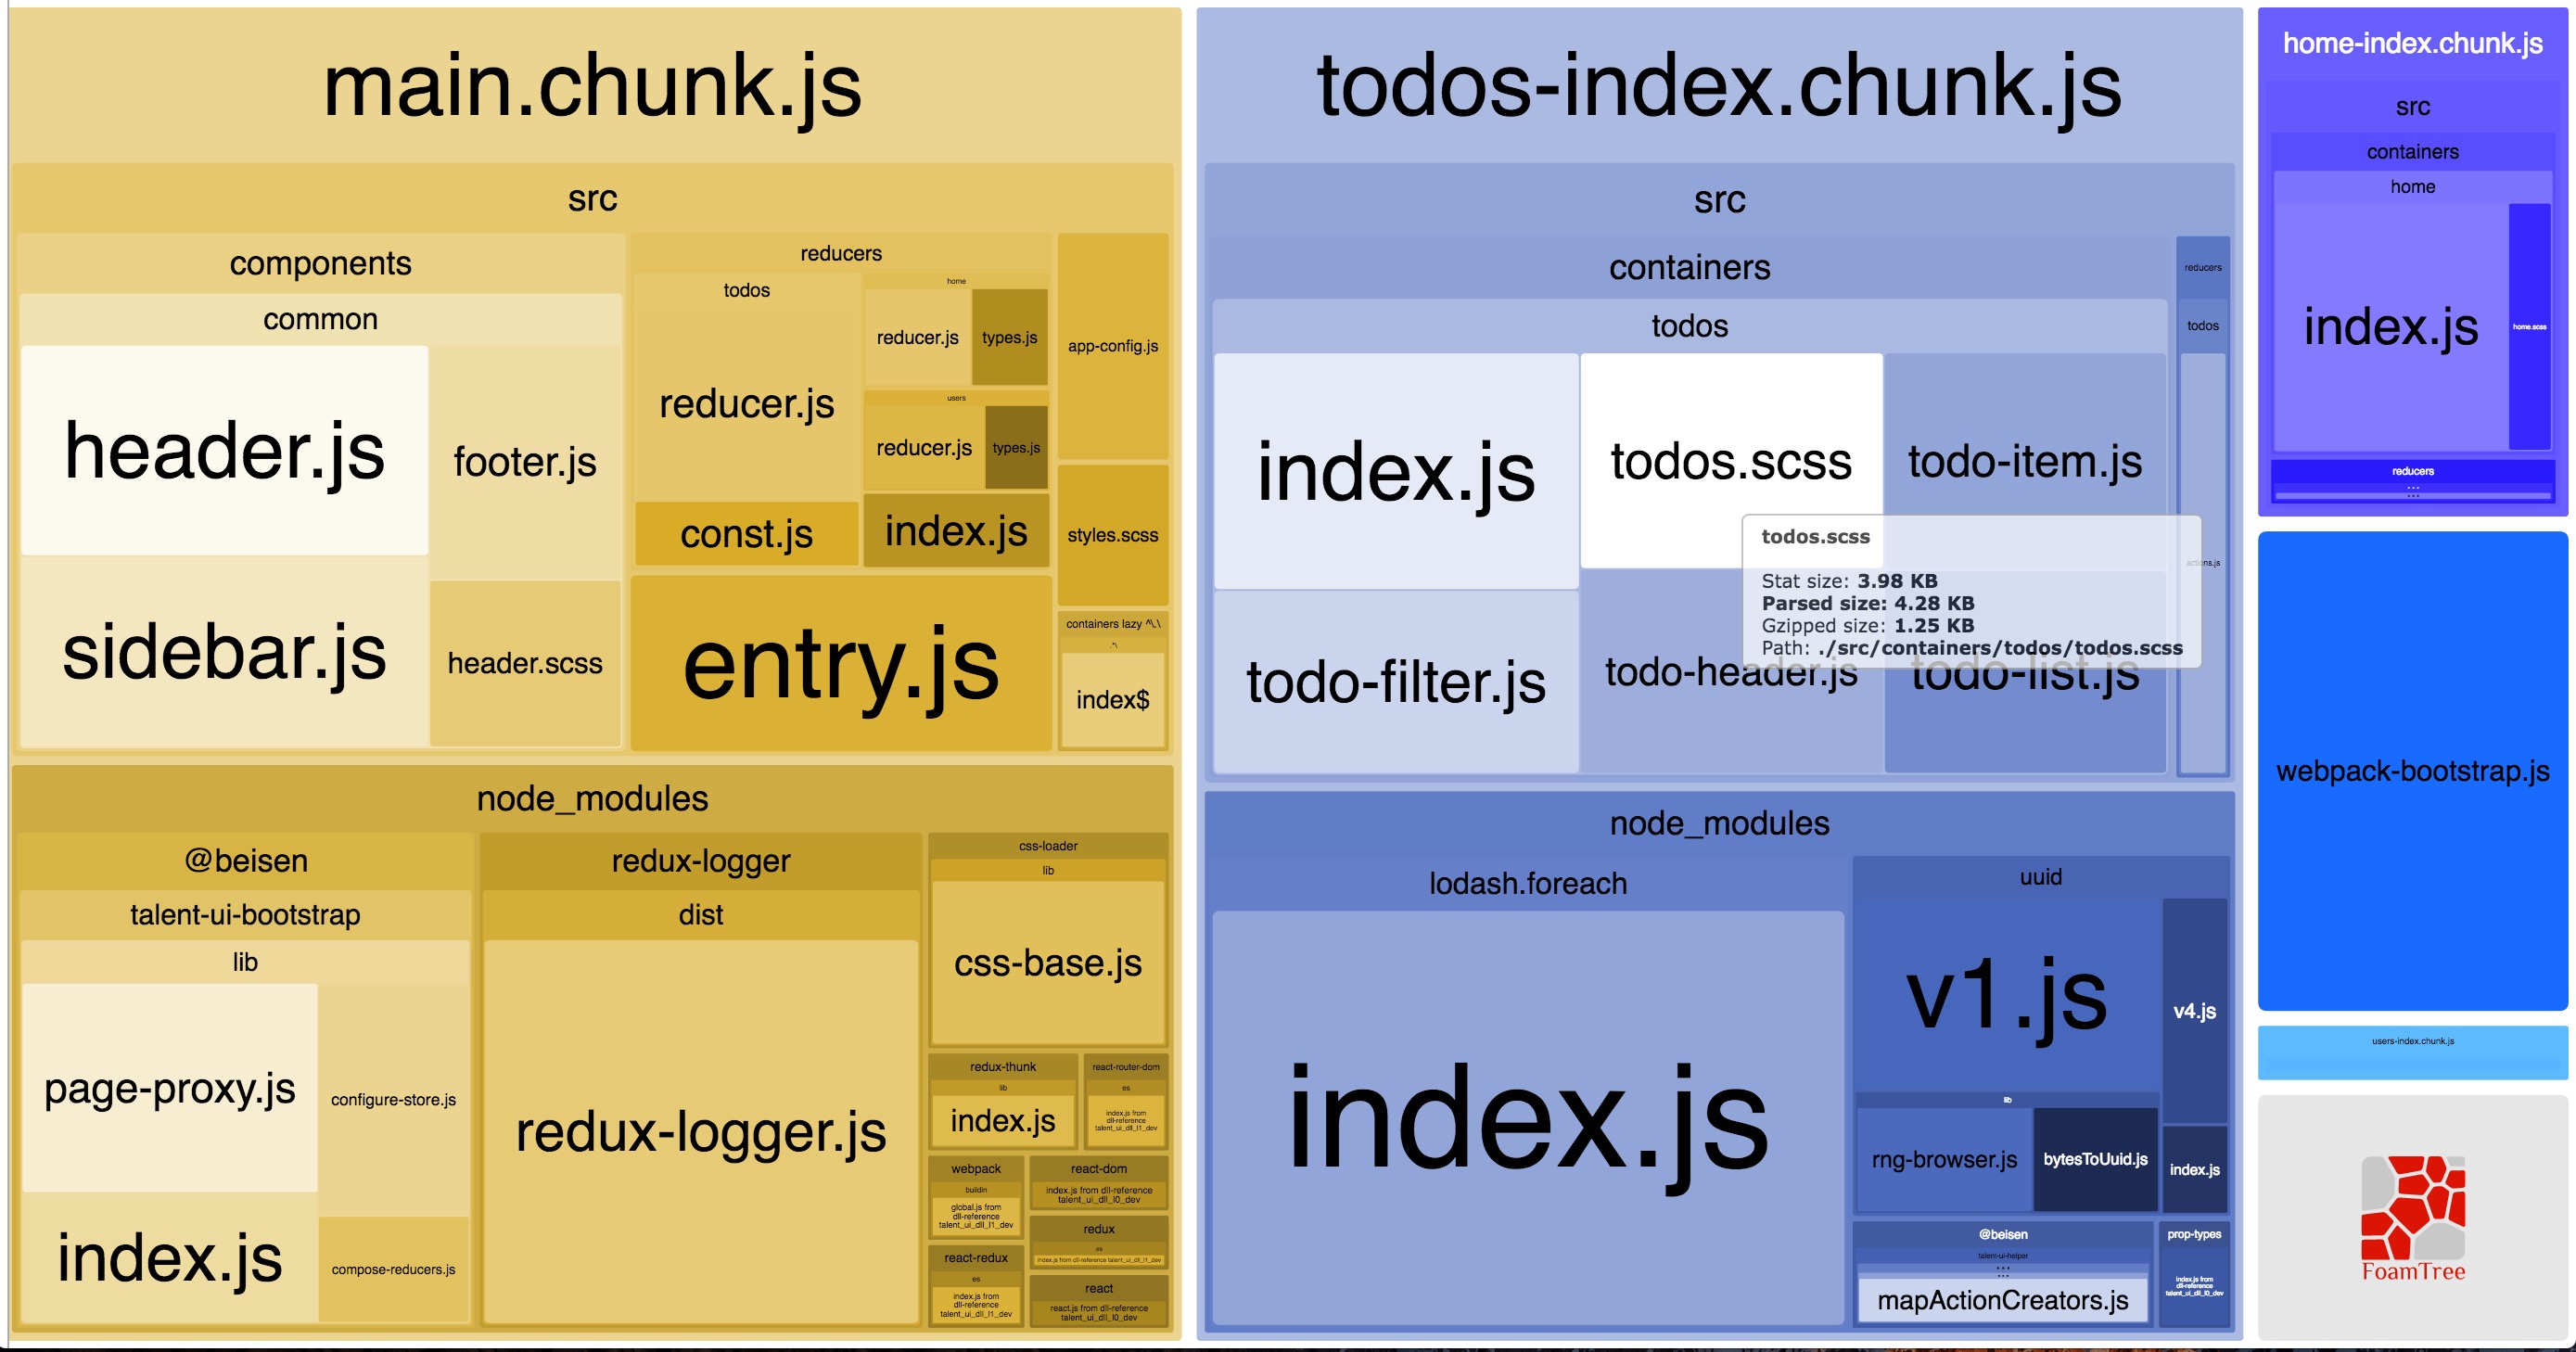 main.chunk.js
src
components
common
header.js
footer.js
sidebar.js
header.scss
reducers
todos
reducer.js
const.js
home
reducer.js
types.js
users
reducer.js
types.js
index.js
entry.js
app-config.js
styles.scss
containers lazy ^\.\
.*\
index$
node_modules
@beisen
talent-ui-bootstrap
lib
page-proxy.js
configure-store.js
index.js
compose-reducers.js
redux-logger
dist
redux-logger.js
css-loader
lib
css-base.js
redux-thunk
lib
index.js
react-router-dom
es
index.js from
dll-reference
talent_ui_dll_l1_dev
webpack
buildin
global.js from
dll-reference
talent_ui_dll_l1_dev
react-dom
index.js from dll-reference
talent_ui_dll_l0_dev
redux
es
index.js from dll-reference talent_ui_dll_l1_dev
react-redux
es
index.js from
dll-reference
talent_ui_dll_l1_dev
react
react.js from dll-reference
talent_ui_dll_l0_dev
todos-index.chunk.js
src
containers
todos
index.js
todos.scss
todo-item.js
todo-filter.js
todo-header.js
todo-list.js
todos.scss
Stat size: 3.98 KB
Parsed size: 4.28 KB
Gzipped size: 1.25 KB
Path: ./src/containers/todos/todos.scss
reducers
todos
actions.js
node_modules
lodash.foreach
index.js
uuid
v1.js
v4.js
lib
rng-browser.js
bytesToUuid.js
index.js
@beisen
talent-ui-helper
...
...
mapActionCreators.js
prop-types
index.js from
dll-reference
talent_ui_dll_l0_dev
home-index.chunk.js
src
containers
home
index.js
home.scss
reducers
...
...
webpack-bootstrap.js
users-index.chunk.js
FoamTree